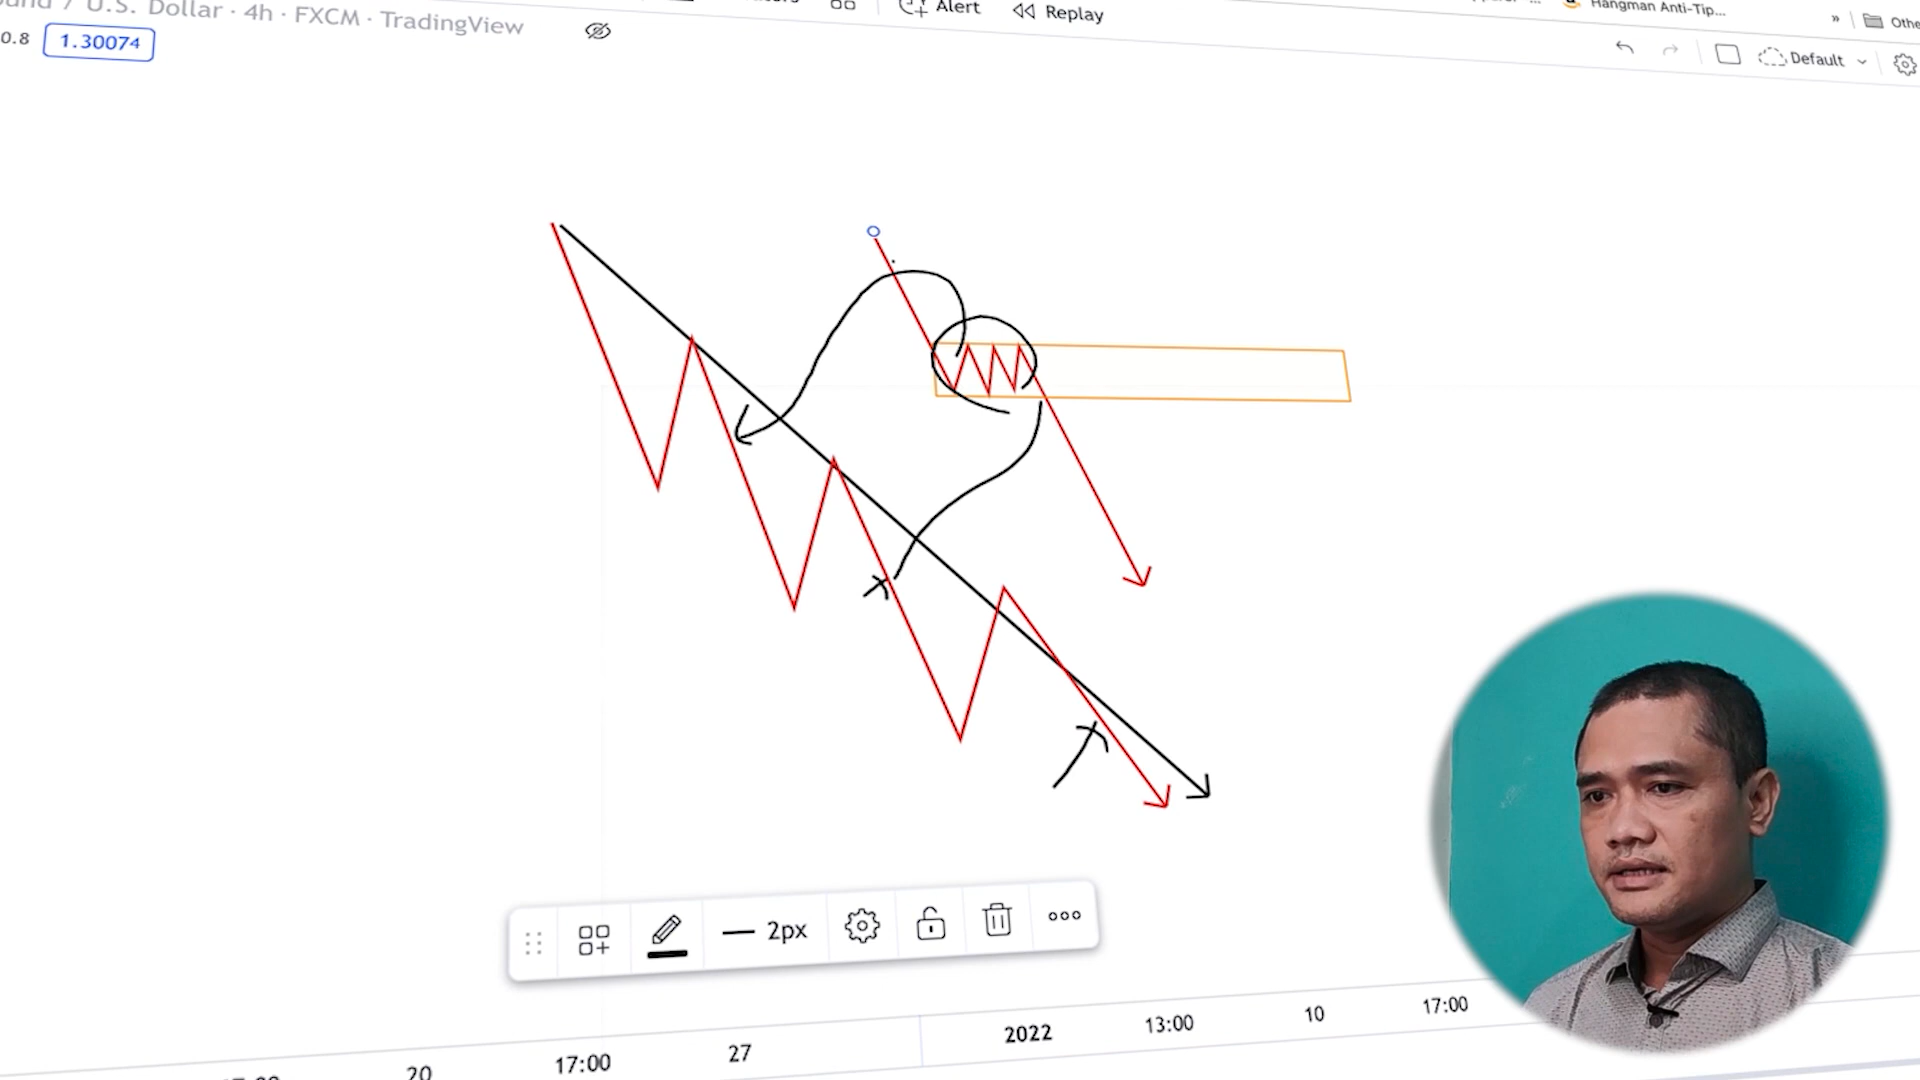 U.S. Dollar · 4h · FXCM · TradingView
Alert
Replay
Hangman Anti-Tip...
»
0.8
1.30074
Default
2px
20
17:00
27
2022
13:00
10
17:00